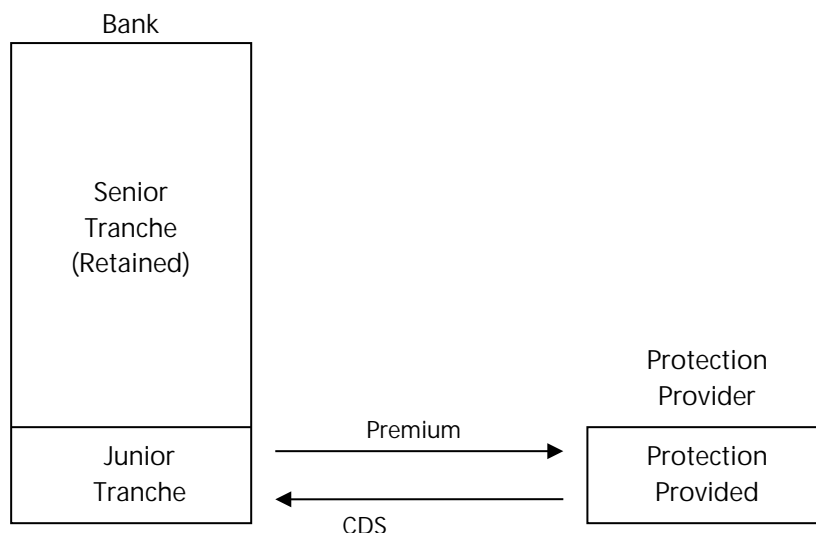 Bank
Senior
Tranche
(Retained)
Protection
Provider
Junior
Tranche
Premium
CDS
Protection
Provided